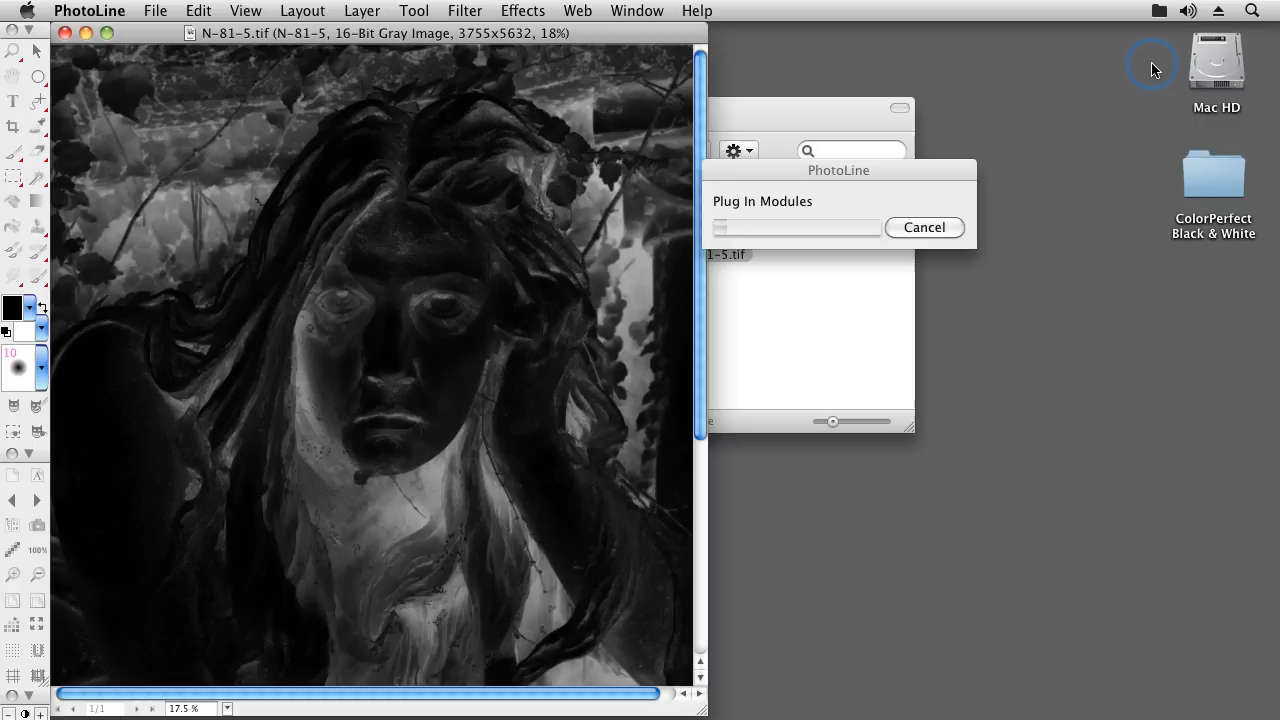 PhotoLine File Edit View Layout Layer Tool Filter Effects Web Window Help
N-81-5.tif (N-81-5, 16-Bit Gray Image, 3755x5632, 18%)
Mac HD
PhotoLine
Plug In Modules
Cancel
ColorPerfect
Black & White
1-5.tif
T
10
A
100%
e
1/1
17.5 %